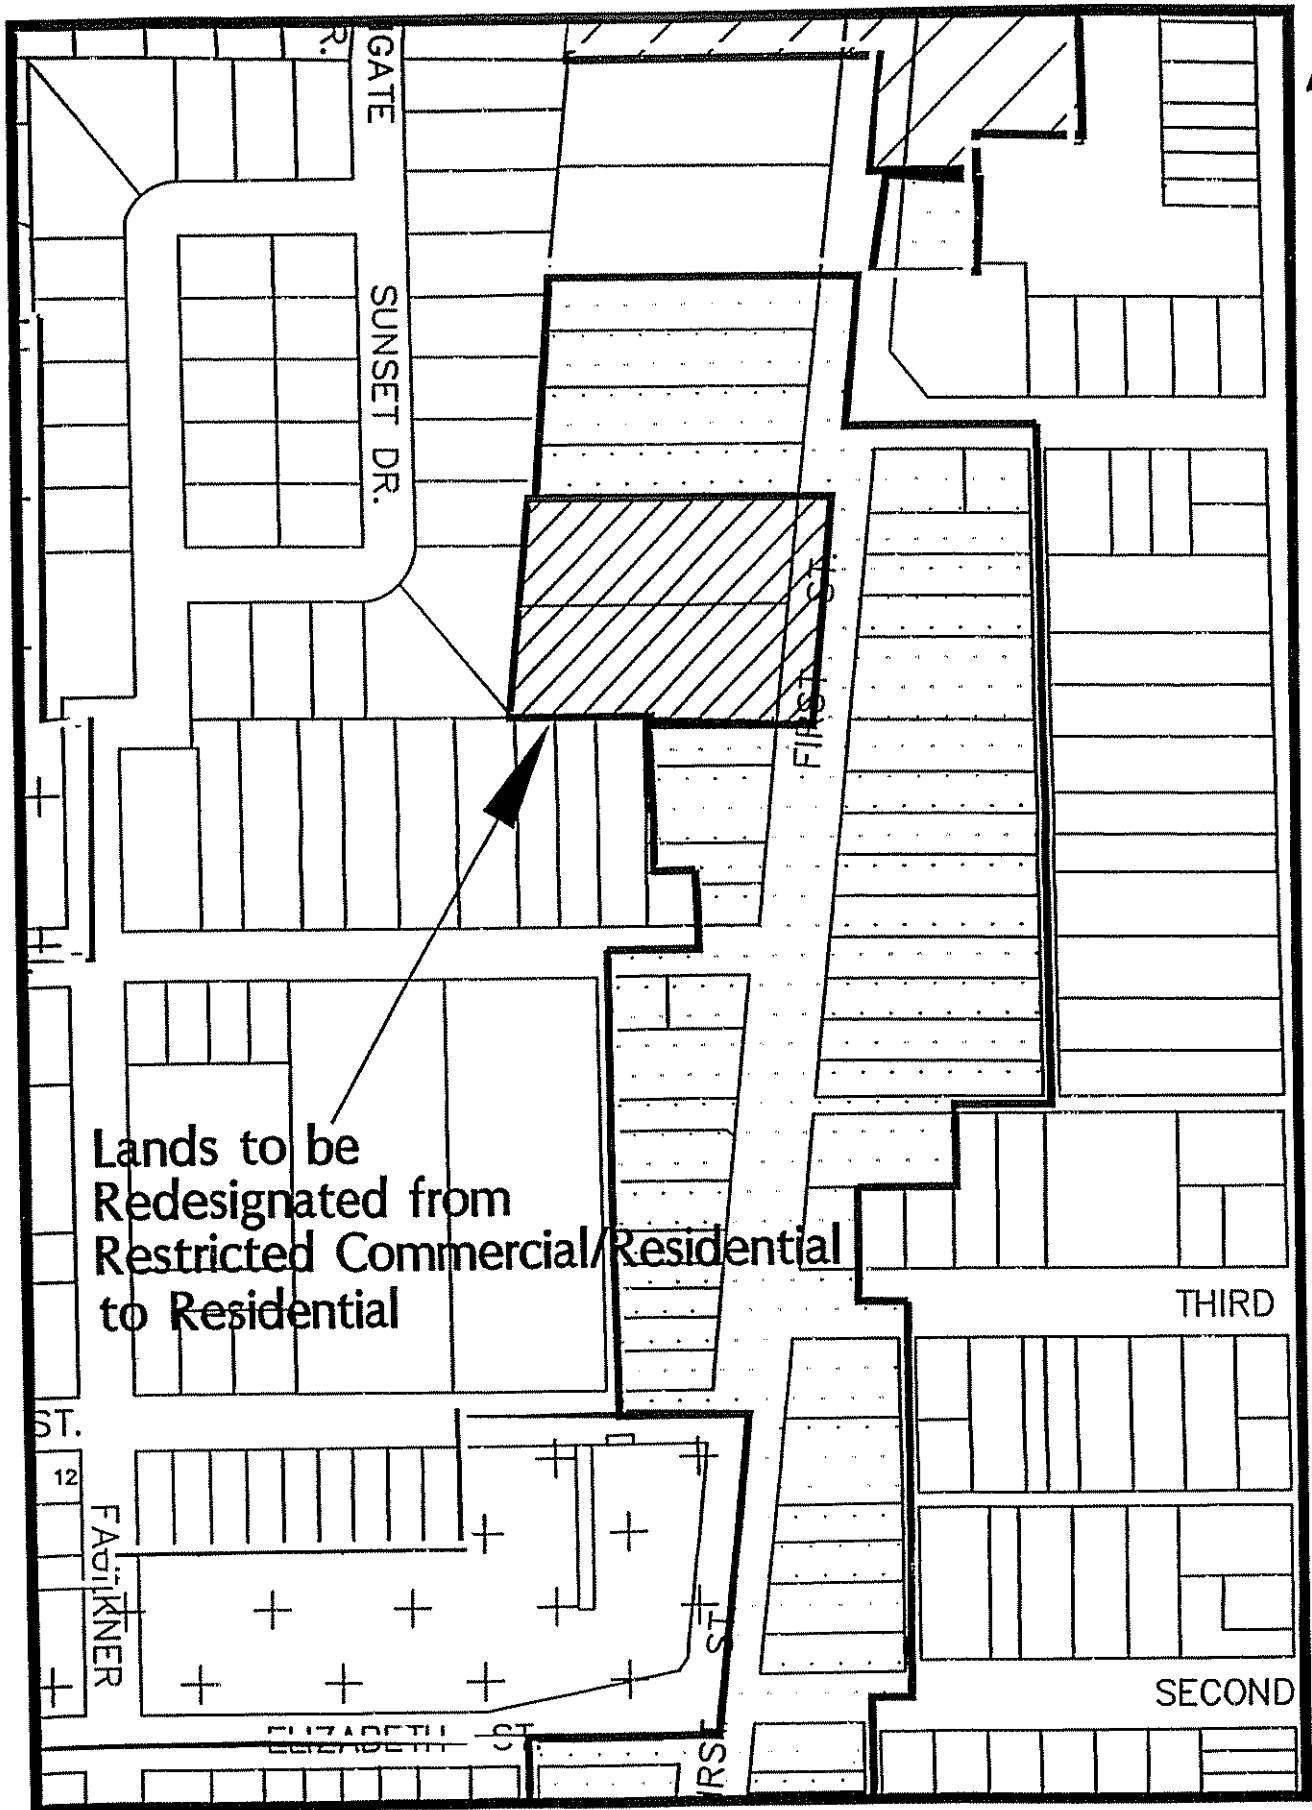 R.
GATE
SUNSET DR.
FIRST ST.
Lands to be
Redesignated from
Restricted Commercial/Residential
to Residential
THIRD
ST.
12
FAULKNER
ST
SECOND
ELIZABETH ST.
IRST